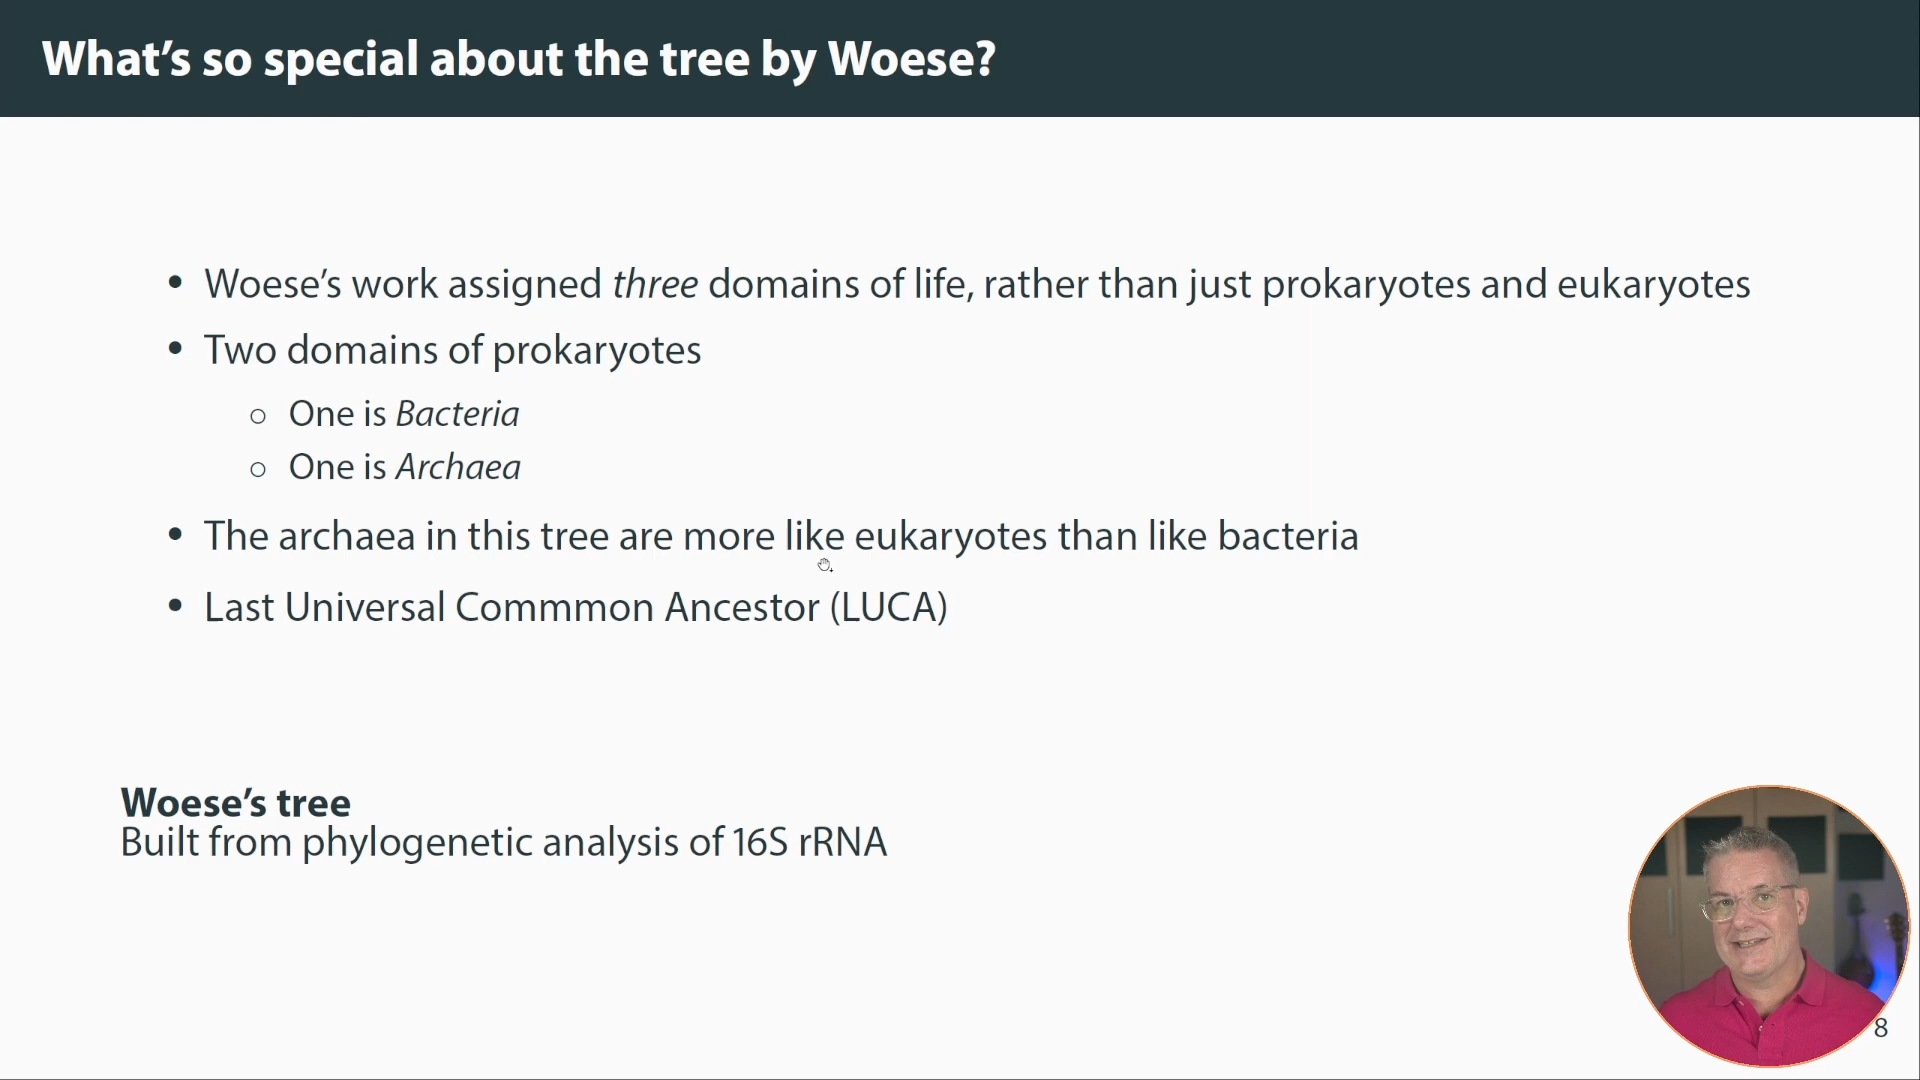 What's so special about the tree by Woese?
• Woese's work assigned three domains of life, rather than just prokaryotes and eukaryotes
• Two domains of prokaryotes
○ One is Bacteria
○ One is Archaea
• The archaea in this tree are more like eukaryotes than like bacteria
• Last Universal Commmon Ancestor (LUCA)
Woese's tree
Built from phylogenetic analysis of 16S rRNA
8